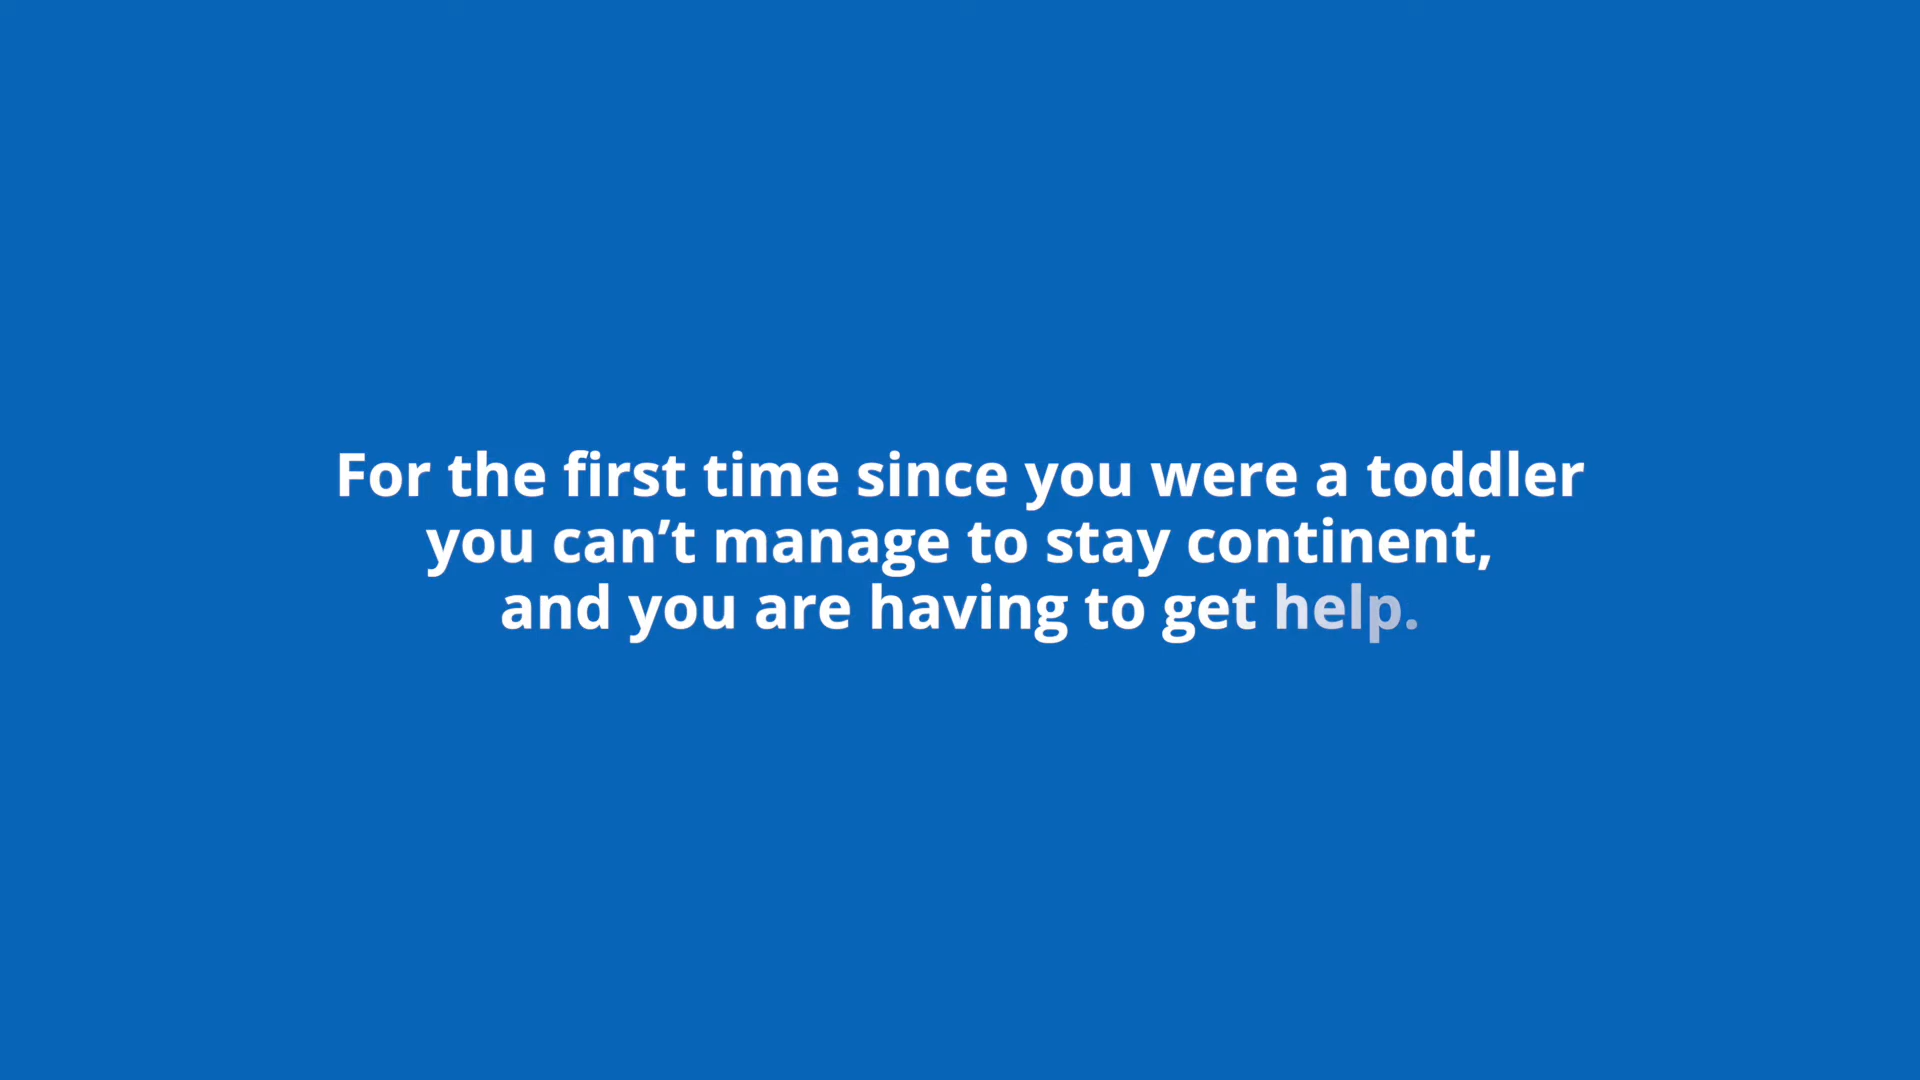 For the first time since you were a toddler
you can’t manage to stay continent,
and you are having to get help.